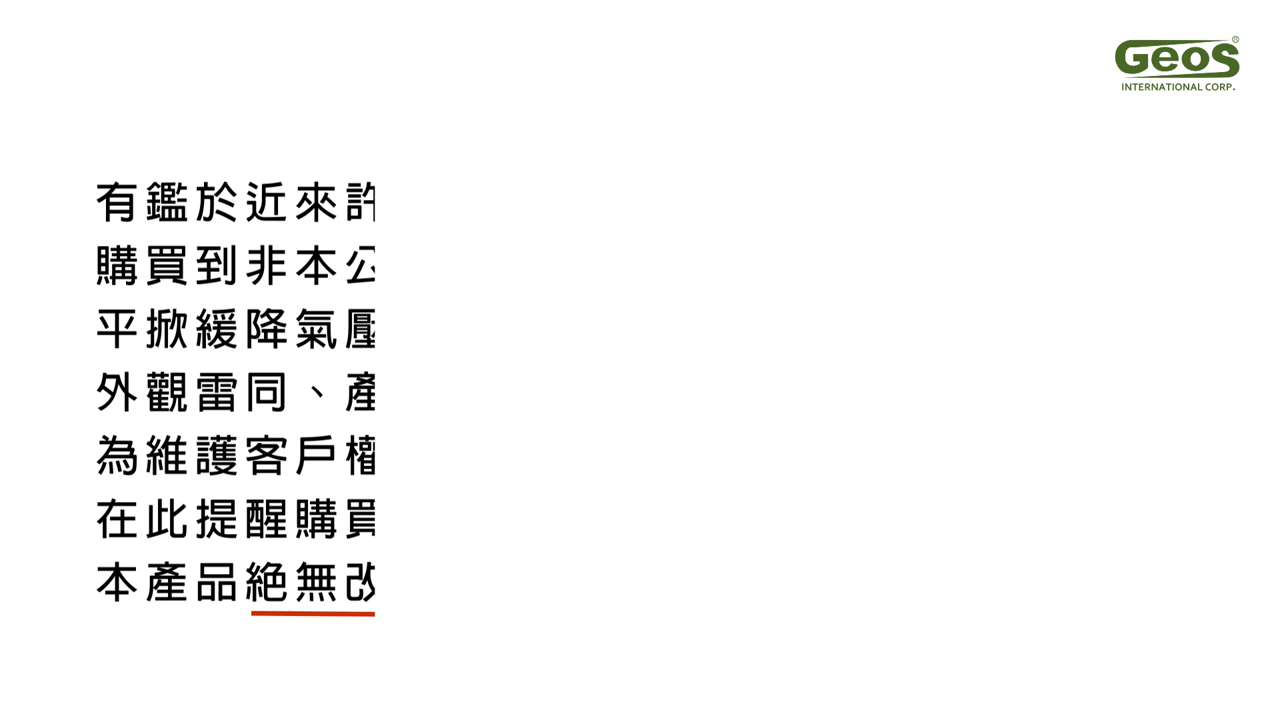 GeoS®
INTERNATIONAL CORP.
有鑑於近來許
購買到非本公
平掀緩降氣壓
外觀雷同、產
為維護客戶權
在此提醒購買
本產品絕無改